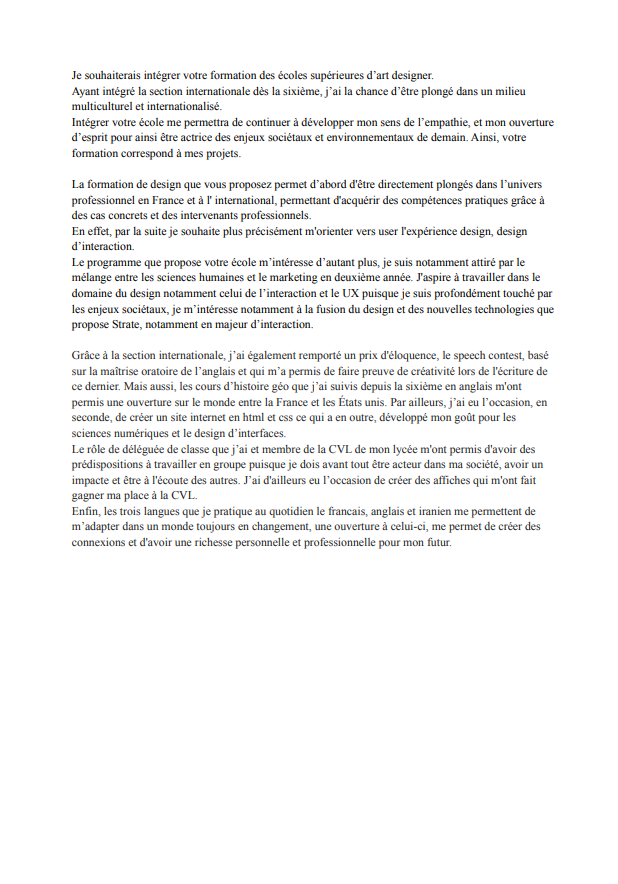 Je souhaiterais intégrer votre formation des écoles supérieures d’art designer.
Ayant intégré la section internationale dès la sixième, j’ai la chance d’être plongé dans un milieu
multiculturel et internationalisé.
Intégrer votre école me permettra de continuer à développer mon sens de l’empathie, et mon ouverture
d’esprit pour ainsi être actrice des enjeux sociétaux et environnementaux de demain. Ainsi, votre
formation correspond à mes projets.

La formation de design que vous proposez permet d’abord d'être directement plongés dans l’univers
professionnel en France et à l' international, permettant d'acquérir des compétences pratiques grâce à
des cas concrets et des intervenants professionnels.
En effet, par la suite je souhaite plus précisément m'orienter vers user l'expérience design, design
d’interaction.
Le programme que propose votre école m’intéresse d’autant plus, je suis notamment attiré par le
mélange entre les sciences humaines et le marketing en deuxième année. J'aspire à travailler dans le
domaine du design notamment celui de l’interaction et le UX puisque je suis profondément touché par
les enjeux sociétaux, je m’intéresse notamment à la fusion du design et des nouvelles technologies que
propose Strate, notamment en majeur d’interaction.

Grâce à la section internationale, j’ai également remporté un prix d'éloquence, le speech contest, basé
sur la maîtrise oratoire de l’anglais et qui m’a permis de faire preuve de créativité lors de l'écriture de
ce dernier. Mais aussi, les cours d’histoire géo que j’ai suivis depuis la sixième en anglais m'ont
permis une ouverture sur le monde entre la France et les États unis. Par ailleurs, j’ai eu l’occasion, en
seconde, de créer un site internet en html et css ce qui a en outre, développé mon goût pour les
sciences numériques et le design d’interfaces.
Le rôle de déléguée de classe que j’ai et membre de la CVL de mon lycée m'ont permis d'avoir des
prédispositions à travailler en groupe puisque je dois avant tout être acteur dans ma société, avoir un
impacte et être à l'écoute des autres. J’ai d'ailleurs eu l’occasion de créer des affiches qui m'ont fait
gagner ma place à la CVL.
Enfin, les trois langues que je pratique au quotidien le francais, anglais et iranien me permettent de
m’adapter dans un monde toujours en changement, une ouverture à celui-ci, me permet de créer des
connexions et d'avoir une richesse personnelle et professionnelle pour mon futur.